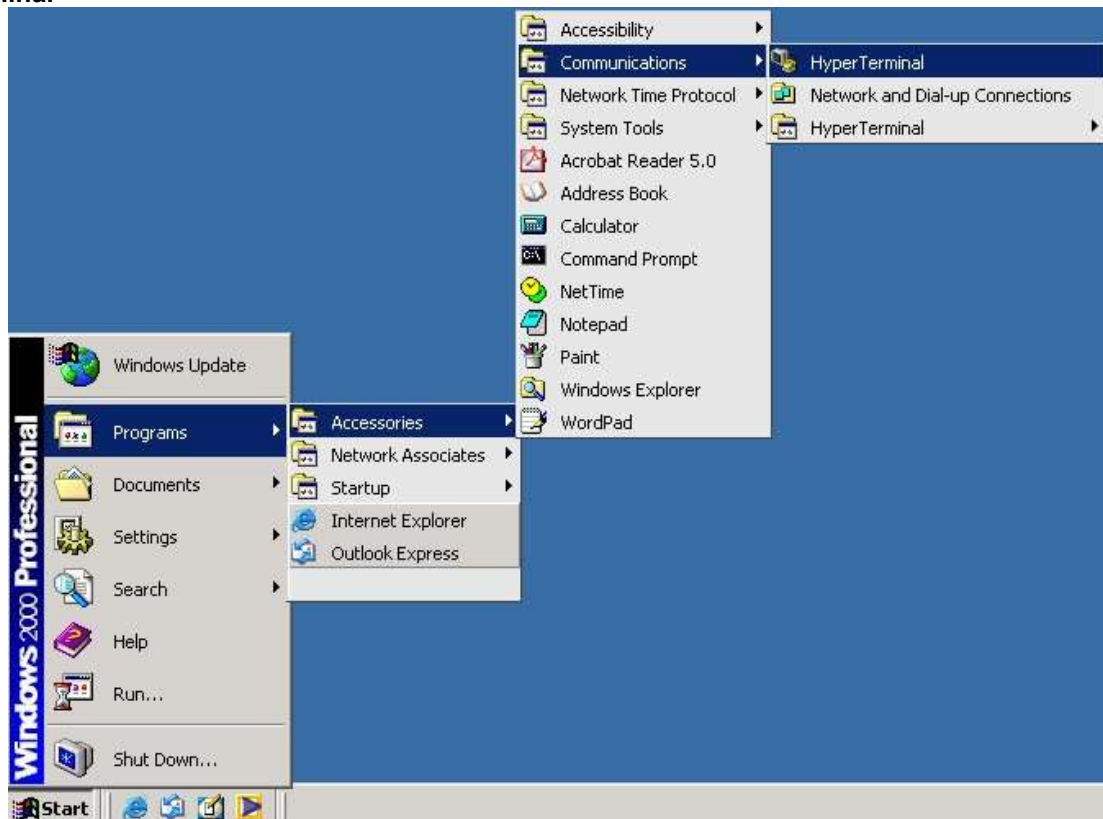 Accessibility
Communications
Network Time Protocol
System Tools
Acrobat Reader 5.0
Address Book
Calculator
Command Prompt
NetTime
Notepad
Paint
Windows Explorer
WordPad
HyperTerminal
Network and Dial-up Connections
HyperTerminal
Accessories
Network Associates
Startup
Internet Explorer
Outlook Express
Windows Update
Programs
Documents
Settings
Search
Help
Run...
Shut Down...
Windows 2000 Professional
Start